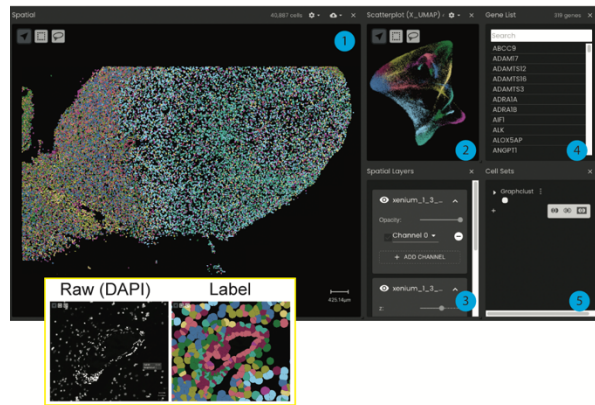 Spatial
40,887 cells
1
425.14µm
Scatterplot (X_UMAP)
2
Gene List
319 genes
Search
ABCC9
ADAM17
ADAMTS12
ADAMTS16
ADAMTS3
ADRA1A
ADRA1B
AIF1
ALK
ALOX5AP
ANGPT1
4
Spatial Layers
xenium_1_3_...
Opacity:
Channel 0
+ ADD CHANNEL
xenium_1_3_...
z:
3
Cell Sets
Graphclust
5
Raw (DAPI)
Label